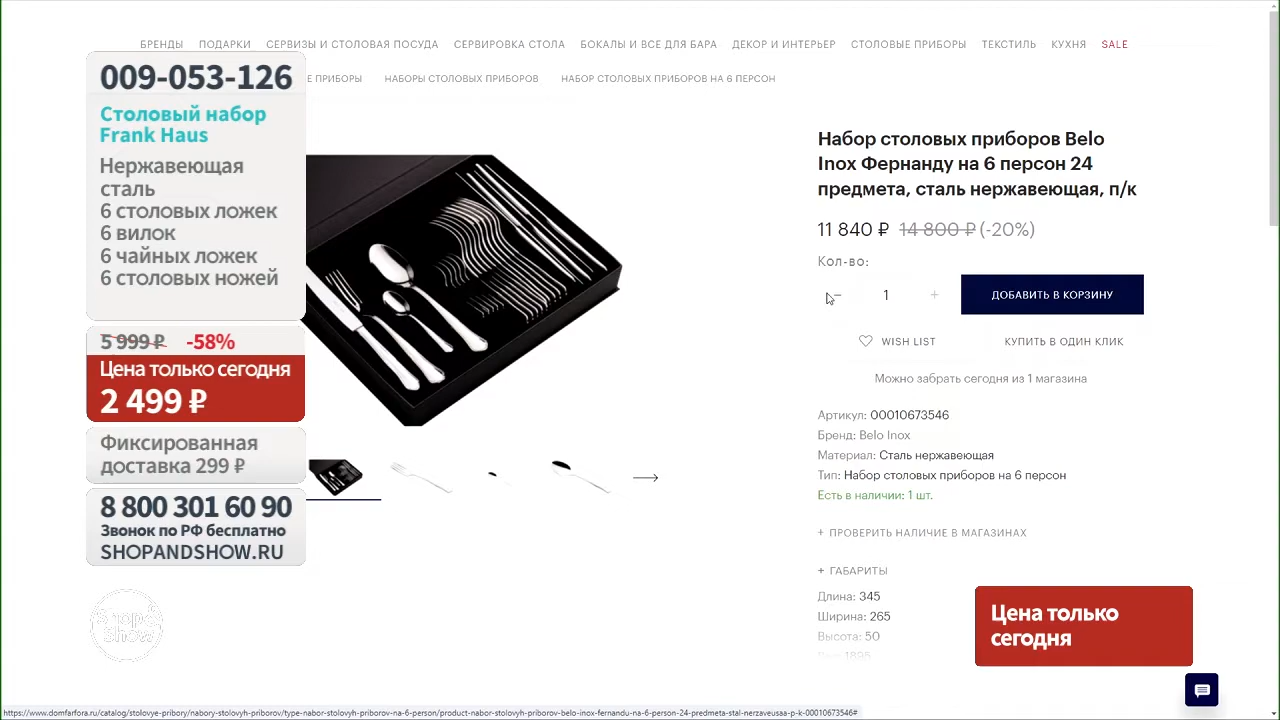 БРЕНДЫ ПОДАРКИ СЕРВИЗЫ И СТОЛОВАЯ ПОСУДА СЕРВИРОВКА СТОЛА БОКАЛЫ И ВСЕ ДЛЯ БАРА ДЕКОР И ИНТЕРЬЕР СТОЛОВЫЕ ПРИБОРЫ ТЕКСТИЛЬ КУХНЯ SALE
ПРИБОРЫ НАБОРЫ СТОЛОВЫХ ПРИБОРОВ НАБОР СТОЛОВЫХ ПРИБОРОВ НА 6 ПЕРСОН
009-053-126
Столовый набор
Frank Haus
Нержавеющая
сталь
6 столовых ложек
6 вилок
6 чайных ложек
6 столовых ножей
5 999 ₽ -58%
Цена только сегодня
2 499 ₽
Фиксированная
доставка 299 ₽
8 800 301 60 90
Звонок по РФ бесплатно
SHOPANDSHOW.RU
Shop&
Show
Набор столовых приборов Belo
Inox Фернанду на 6 персон 24
предмета, сталь нержавеющая, п/к
11 840 ₽ 14 800 ₽ (-20%)
Кол-во:
− 1 +
ДОБАВИТЬ В КОРЗИНУ
WISH LIST
КУПИТЬ В ОДИН КЛИК
Можно забрать сегодня из 1 магазина
Артикул: 00010673546
Бренд: Belo Inox
Материал: Сталь нержавеющая
Тип: Набор столовых приборов на 6 персон
Есть в наличии: 1 шт.
+ ПРОВЕРИТЬ НАЛИЧИЕ В МАГАЗИНАХ
+ ГАБАРИТЫ
Длина: 345
Ширина: 265
Высота: 50
1895
Цена только
сегодня
https://www.domfarfora.ru/catalog/stolovye-pribory/nabory-stolovyh-priborov/type-nabor-stolovyh-priborov-na-6-person/product-nabor-stolovyh-priborov-belo-inox-fernandu-na-6-person-24-predmeta-stal-nerzaveusaa-p-k-00010673546#